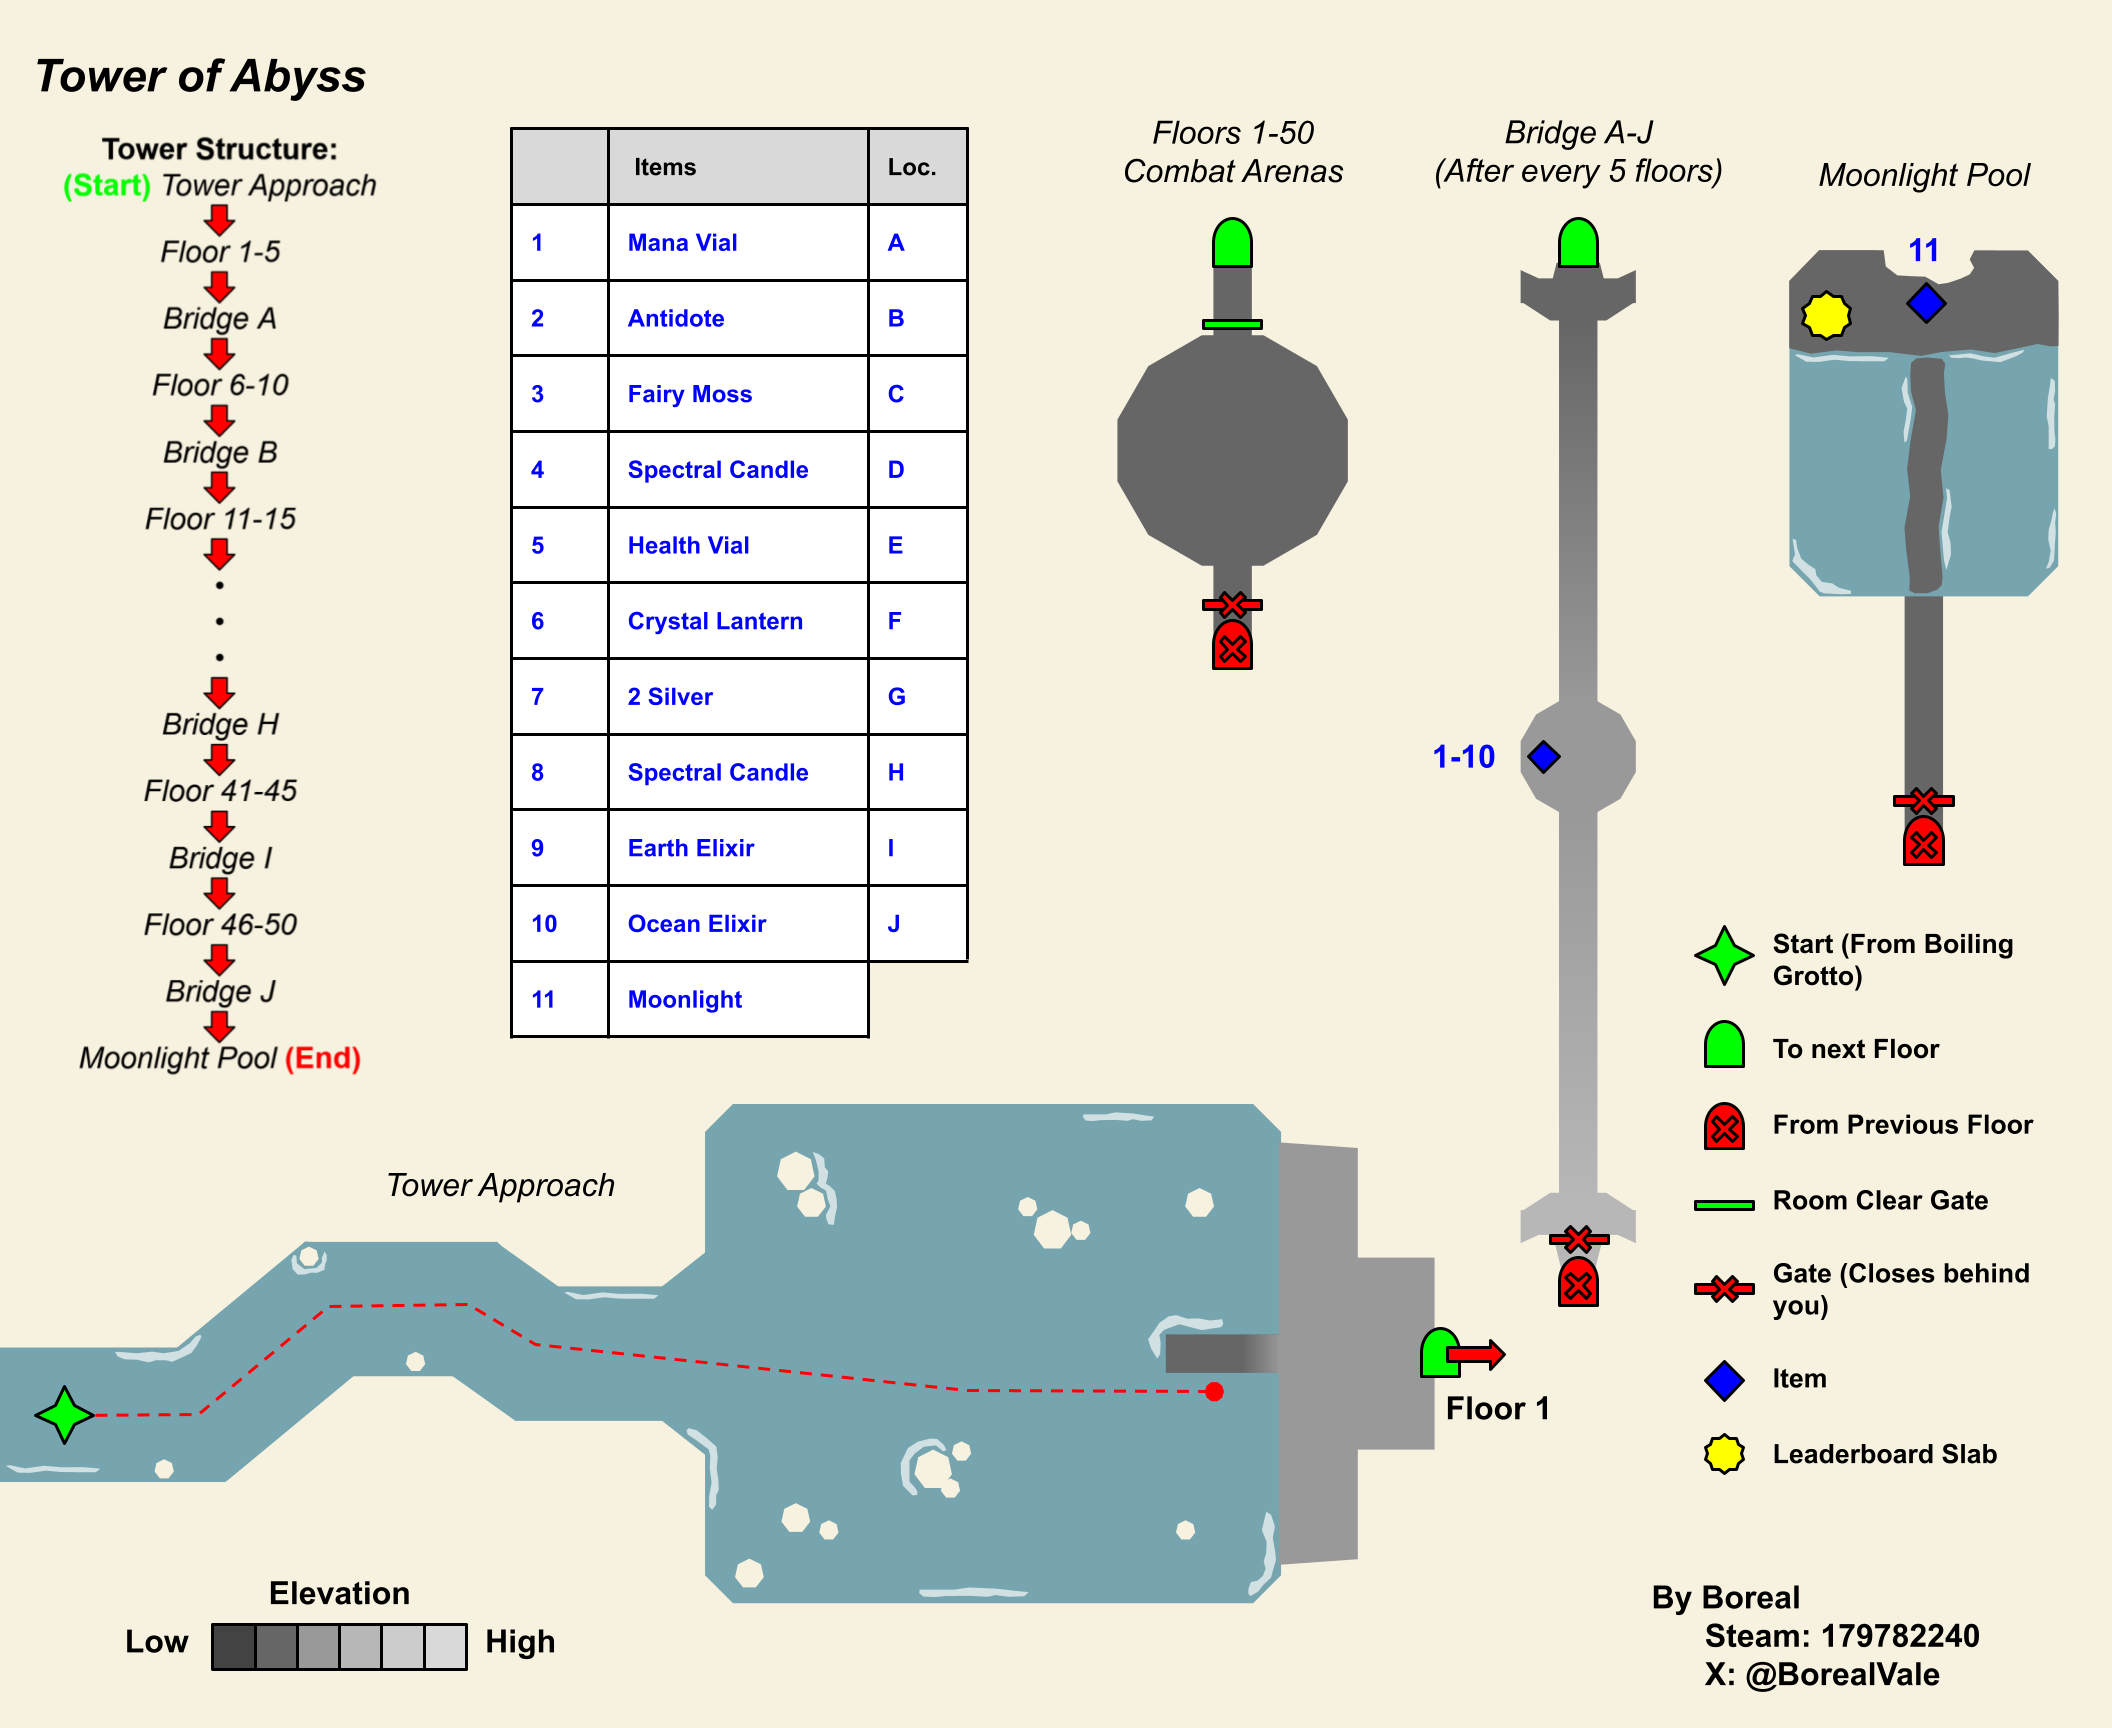 Tower of Abyss
Tower Structure:
(Start) Tower Approach
Floor 1-5
Bridge A
Floor 6-10
Bridge B
Floor 11-15
Bridge H
Floor 41-45
Bridge I
Floor 46-50
Bridge J
Moonlight Pool (End)
Items Loc.
1 Mana Vial A
2 Antidote B
3 Fairy Moss C
4 Spectral Candle D
5 Health Vial E
6 Crystal Lantern F
7 2 Silver G
8 Spectral Candle H
9 Earth Elixir I
10 Ocean Elixir J
11 Moonlight
Floors 1-50
Combat Arenas
Bridge A-J
(After every 5 floors)
1-10
Moonlight Pool
11
Start (From Boiling
Grotto)
To next Floor
From Previous Floor
Room Clear Gate
Gate (Closes behind
you)
Item
Leaderboard Slab
Tower Approach
Floor 1
Elevation
Low High
By Boreal
Steam: 179782240
X: @BorealVale